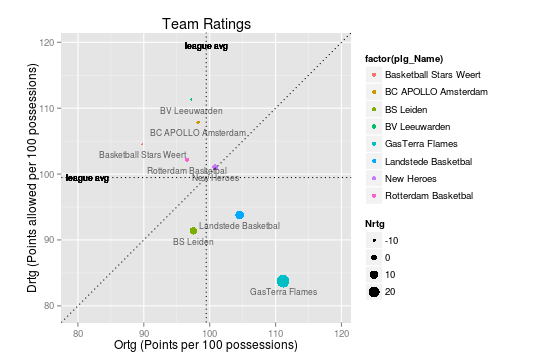 Team Ratings
Drtg (Points allowed per 100 possessions)
120
110
100
90
80
league avg
league avg
BV Leeuwarden
BC APOLLO Amsterdam
Basketball Stars Weert
Rotterdam Basketbal
New Heroes
Landstede Basketbal
BS Leiden
GasTerra Flames
80
90
100
110
120
Ortg (Points per 100 possessions)
factor(plg_Name)
Basketball Stars Weert
BC APOLLO Amsterdam
BS Leiden
BV Leeuwarden
GasTerra Flames
Landstede Basketbal
New Heroes
Rotterdam Basketbal
Nrtg
-10
0
10
20